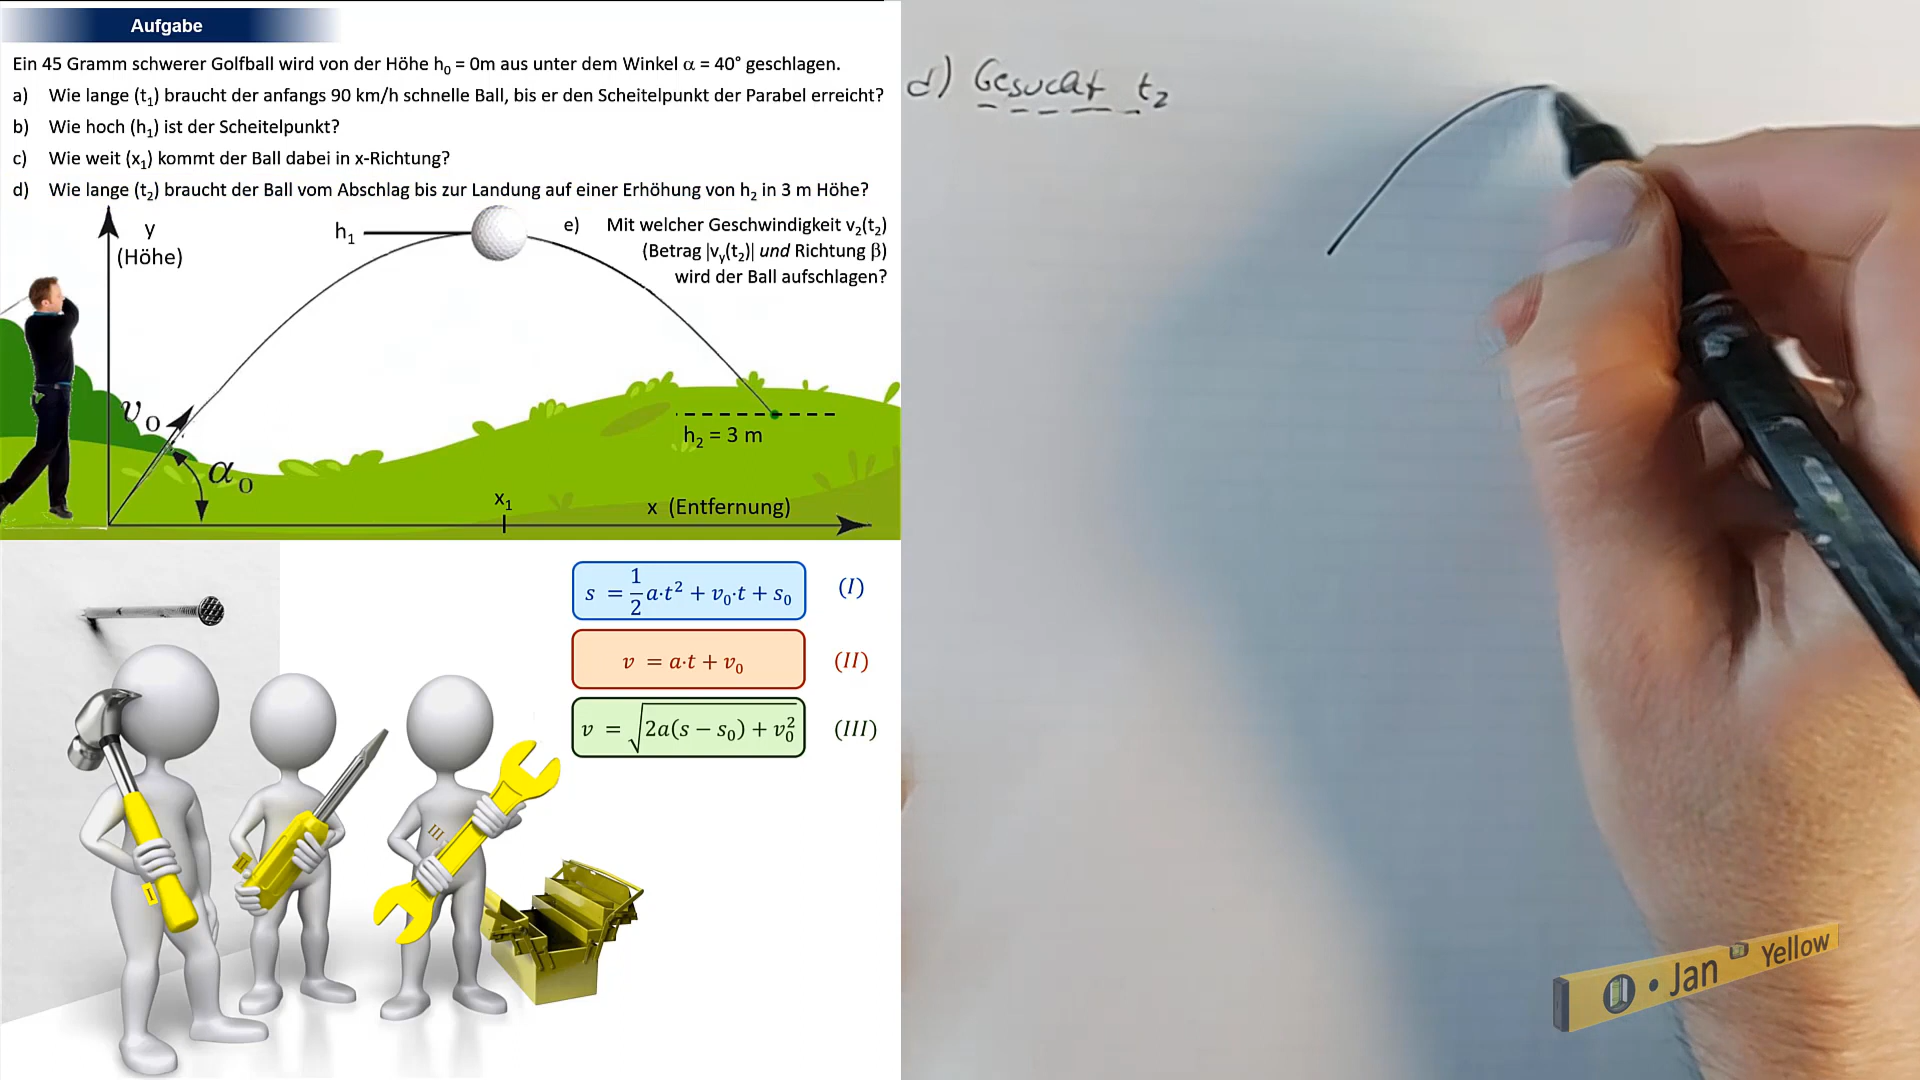 Aufgabe
Ein 45 Gramm schwerer Golfball wird von der Höhe h₀ = 0m aus unter dem Winkel α = 40° geschlagen.
a) Wie lange (t₁) braucht der anfangs 90 km/h schnelle Ball, bis er den Scheitelpunkt der Parabel erreicht?
b) Wie hoch (h₁) ist der Scheitelpunkt?
c) Wie weit (x₁) kommt der Ball dabei in x-Richtung?
d) Wie lange (t₂) braucht der Ball vom Abschlag bis zur Landung auf einer Erhöhung von h₂ in 3 m Höhe?
e) Mit welcher Geschwindigkeit v₂(t₂)
(Betrag |vᵧ(t₂)| und Richtung β)
wird der Ball aufschlagen?
y
(Höhe)
h₁
v₀
α₀
h₂ = 3 m
x₁
x (Entfernung)
s = 1/2 a·t² + v₀·t + s₀ (I)
v = a·t + v₀ (II)
v = √(2a(s − s₀) + v₀²) (III)
III
I
d) Gesucht t₂
Jan Yellow